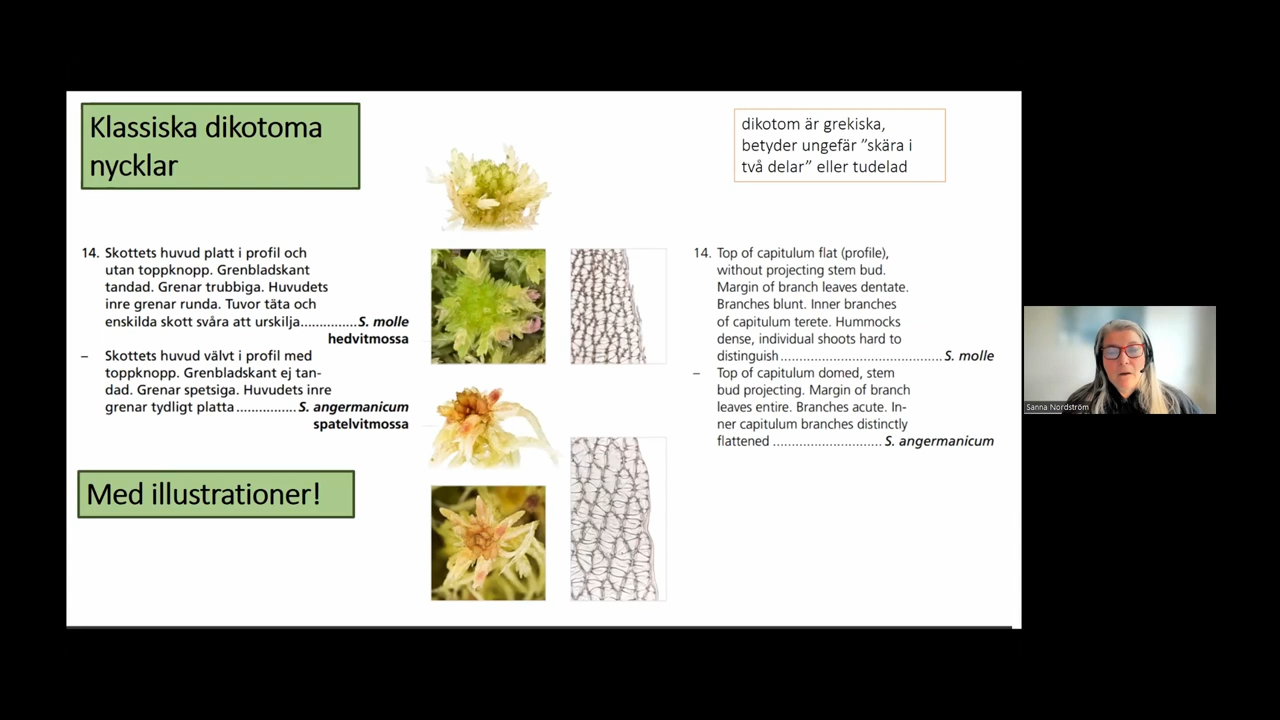 Klassiska dikotoma
nycklar
dikotom är grekiska,
betyder ungefär ”skära i
två delar” eller tudelad
14. Skottets huvud platt i profil och
utan toppknopp. Grenbladskant
tandad. Grenar trubbiga. Huvudets
inre grenar runda. Tuvor täta och
enskilda skott svåra att urskilja...............S. molle
hedvitmossa
– Skottets huvud välvt i profil med
toppknopp. Grenbladskant ej tan-
dad. Grenar spetsiga. Huvudets inre
grenar tydligt platta................S. angermanicum
spatelvitmossa
Med illustrationer!
14. Top of capitulum flat (profile),
without projecting stem bud.
Margin of branch leaves dentate.
Branches blunt. Inner branches
of capitulum terete. Hummocks
dense, individual shoots hard to
distinguish........................................S. molle
– Top of capitulum domed, stem
bud projecting. Margin of branch
leaves entire. Branches acute. In-
ner capitulum branches distinctly
flattened ...........................S. angermanicum
Sanna Nordström